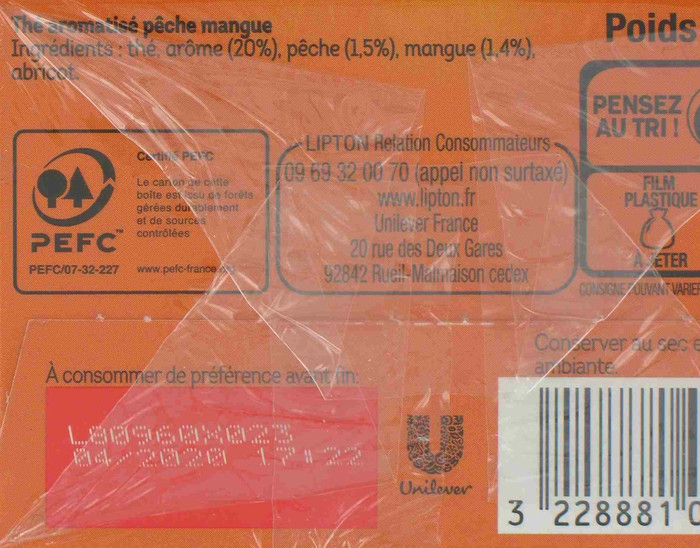 Thé aromatisé pêche mangue
Ingrédients : thé, arôme (20%), pêche (1,5%), mangue (1,4%),
abricot.
Poids
PENSEZ
AU TRI !
FILM
PLASTIQUE
À JETER
CONSIGNE POUVANT VARIER
Certifié PEFC
Le carton de cette
boîte est issu de forêts
gérées durablement
et de sources
contrôlées
PEFC™
PEFC/07-32-227
www.pefc-france.org
LIPTON Relation Consommateurs
09 69 32 00 70 (appel non surtaxé)
www.lipton.fr
Unilever France
20 rue des Deux Gares
92842 Rueil-Malmaison cedex
À consommer de préférence avant fin:
L80960X023
04/2020 17:22
Unilever
Conserver au sec e
ambiante.
3 228881 0